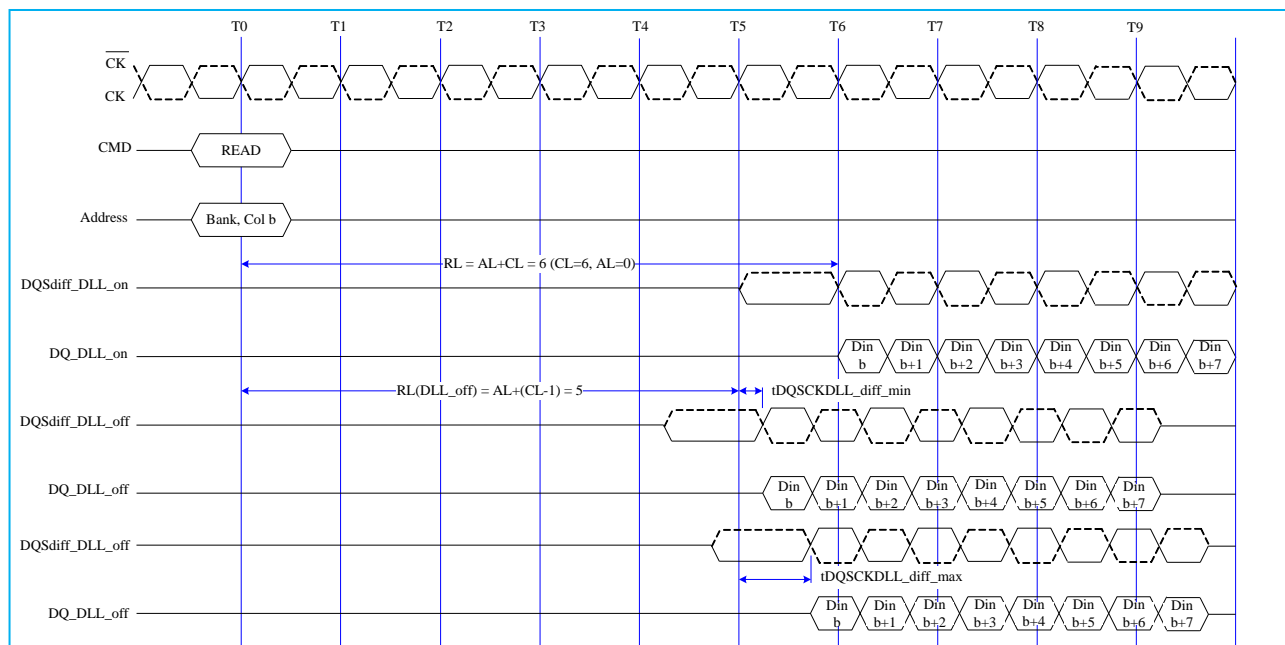 T0 T1 T2 T3 T4 T5 T6 T7 T8 T9
CK
CK
CMD READ
Address Bank, Col b
RL = AL+CL = 6 (CL=6, AL=0)
DQSdiff_DLL_on
DQ_DLL_on Din b Din b+1 Din b+2 Din b+3 Din b+4 Din b+5 Din b+6 Din b+7
RL(DLL_off) = AL+(CL-1) = 5 tDQSCKDLL_diff_min
DQSdiff_DLL_off
DQ_DLL_off Din b Din b+1 Din b+2 Din b+3 Din b+4 Din b+5 Din b+6 Din b+7
DQSdiff_DLL_off
tDQSCKDLL_diff_max
DQ_DLL_off Din b Din b+1 Din b+2 Din b+3 Din b+4 Din b+5 Din b+6 Din b+7